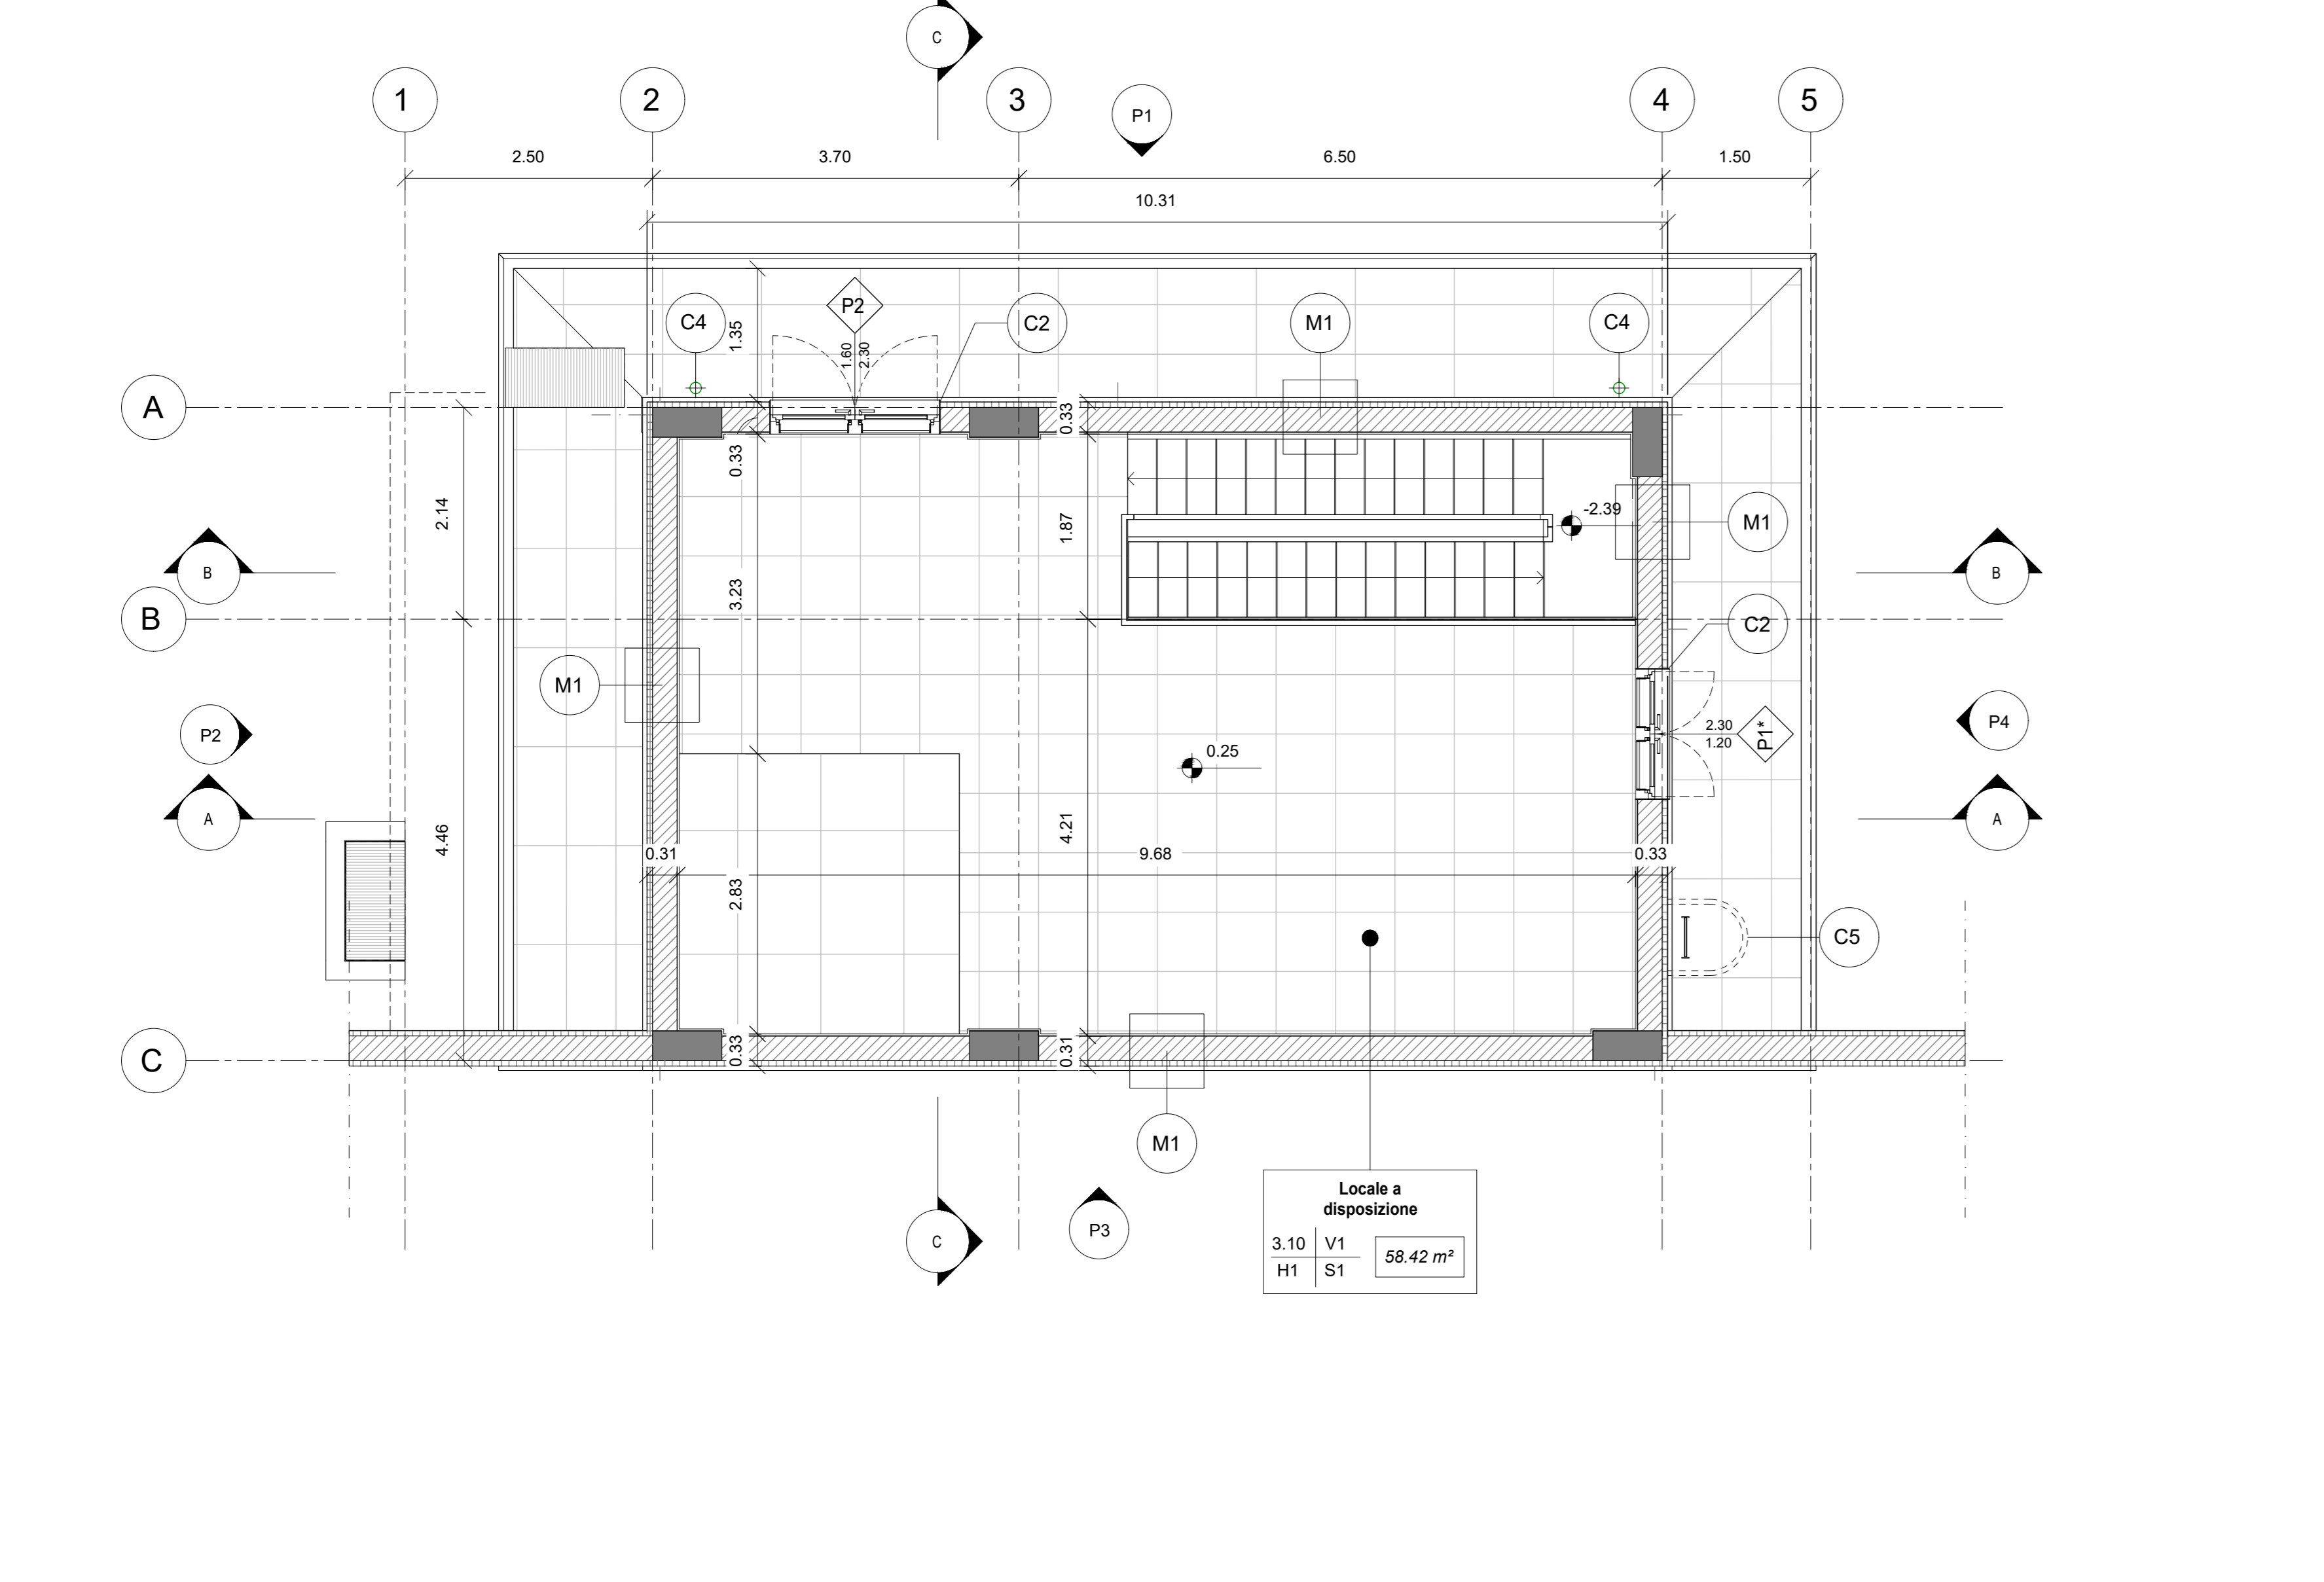 C
1
2
3
4
5
P1
2.50
3.70
6.50
1.50
10.31
P2
C4
C2
M1
C4
1.35
1.60
2.30
A
0.33
0.33
2.14
1.87
-2.39
M1
B
B
3.23
B
C2
M1
P2
P4
2.30
1.20
P1*
0.25
A
A
4.46
4.21
0.31
9.68
0.33
2.83
C5
C
0.33
0.31
M1
Locale a
disposizione
3.10 V1
H1 S1
58.42 m²
C
P3